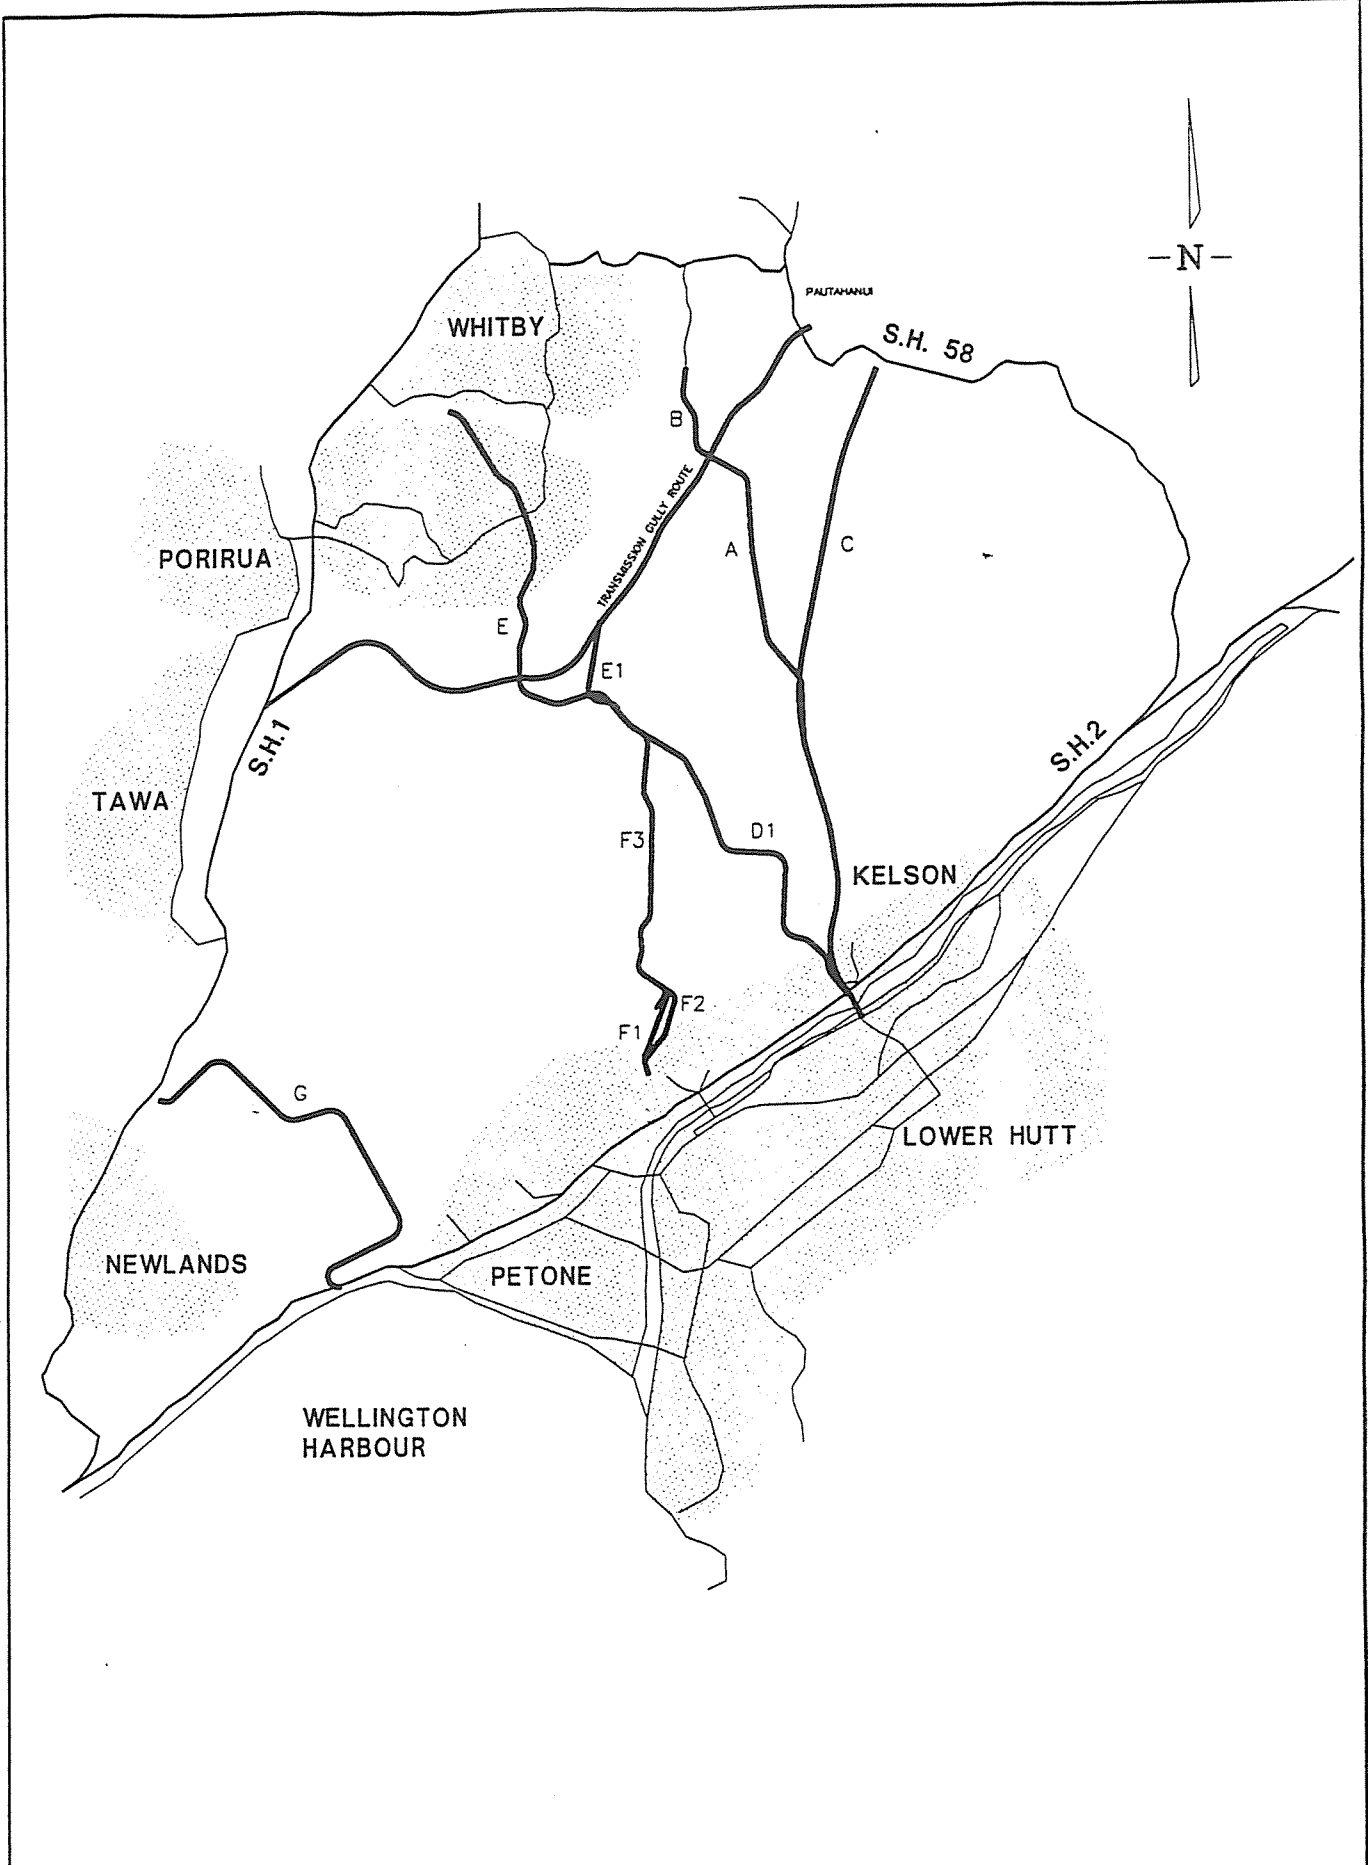 -N-
PAUTAHANUI
WHITBY
S.H. 58
B
TRANSMISSION GULLY ROUTE
A
C
PORIRUA
E
E1
S.H.1
S.H.2
TAWA
D1
F3
KELSON
F2
F1
G
LOWER HUTT
NEWLANDS
PETONE
WELLINGTON
HARBOUR